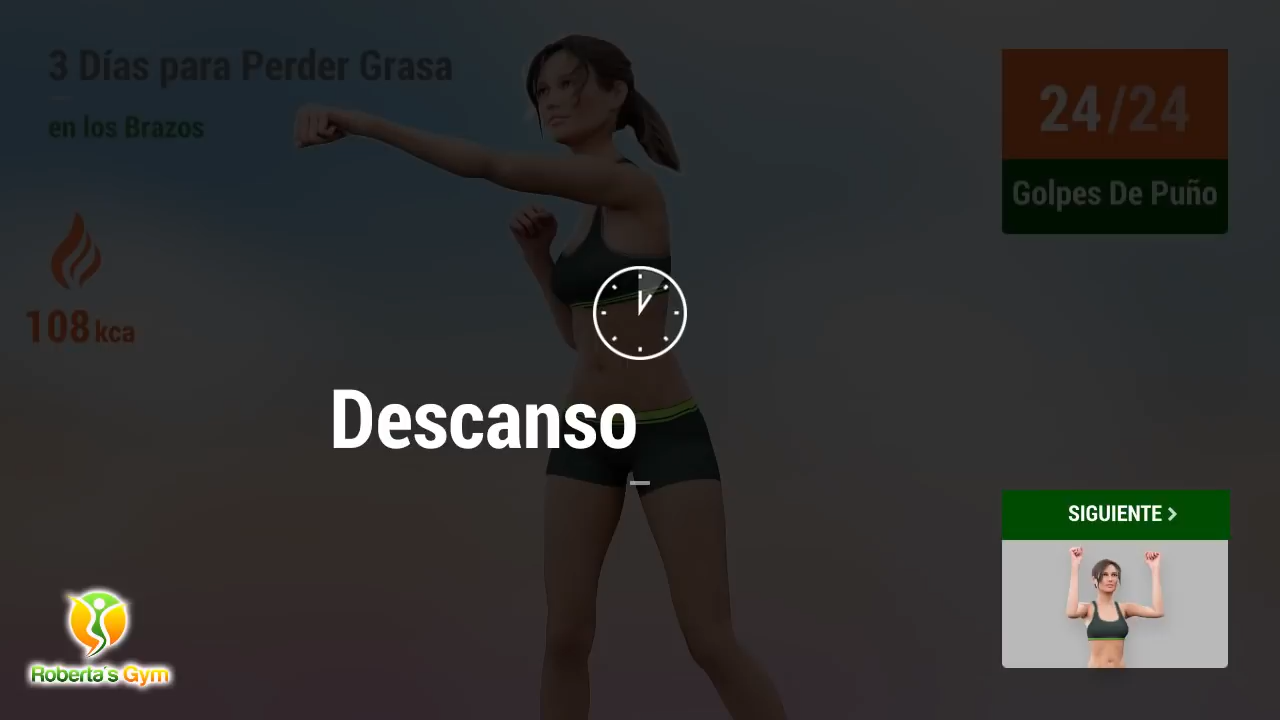 3 Días para Perder Grasa
en los Brazos
24/24
Golpes De Puño
108 kca
Descanso
SIGUIENTE >
Roberta's Gym